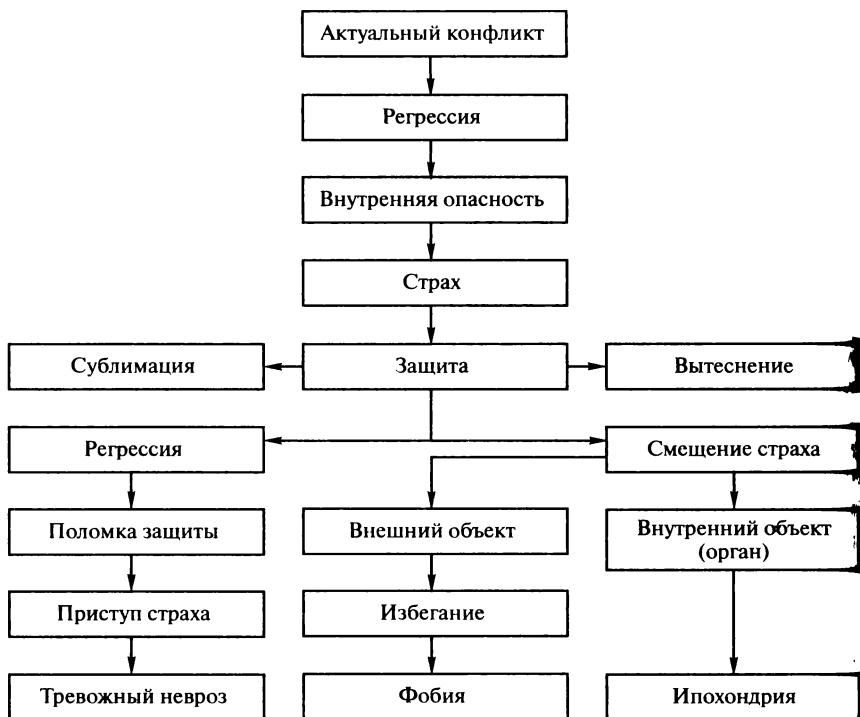 Актуальный конфликт
Регрессия
Внутренняя опасность
Страх
Сублимация
Защита
Вытеснение
Регрессия
Смещение страха
Поломка защиты
Внешний объект
Внутренний объект
(орган)
Приступ страха
Избегание
Тревожный невроз
Фобия
Ипохондрия